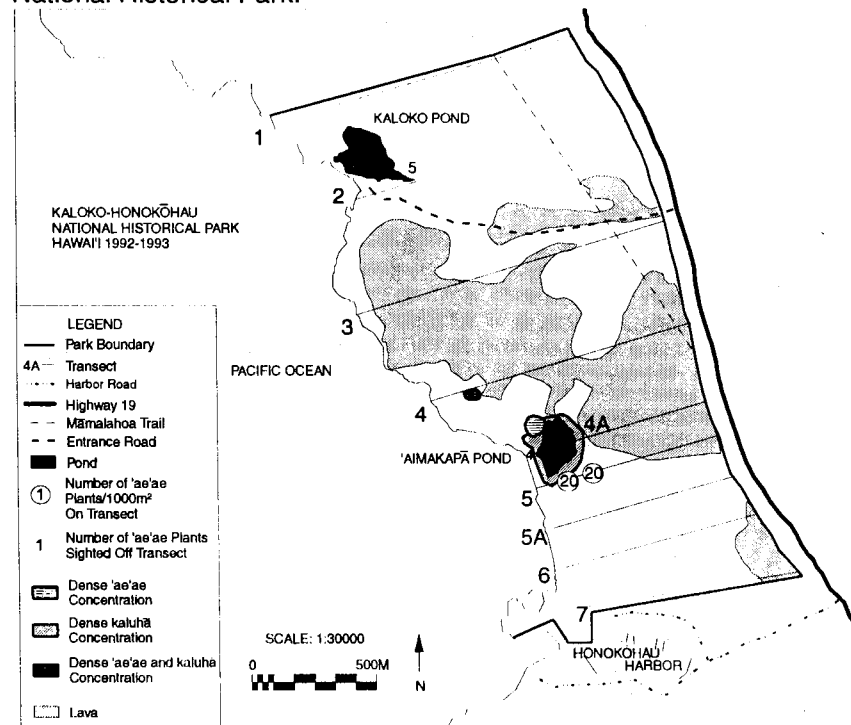 National Historical Park.
KALOKO POND
1
5
2
KALOKO-HONOKŌHAU
NATIONAL HISTORICAL PARK
HAWAI'I 1992-1993
3
PACIFIC OCEAN
4
4A
4
'AIMAKAPĀ POND
20
20
5
5A
6
7
HONOKOHAU
HARBOR
LEGEND
Park Boundary
4A Transect
Harbor Road
Highway 19
Māmalahoa Trail
Entrance Road
Pond
1 Number of 'ae'ae
Plants/1000m²
On Transect
1 Number of 'ae'ae Plants
Sighted Off Transect
Dense 'ae'ae
Concentration
Dense kaluhā
Concentration
Dense 'ae'ae and kaluhā
Concentration
Lava
SCALE: 1:30000
0 500M
N